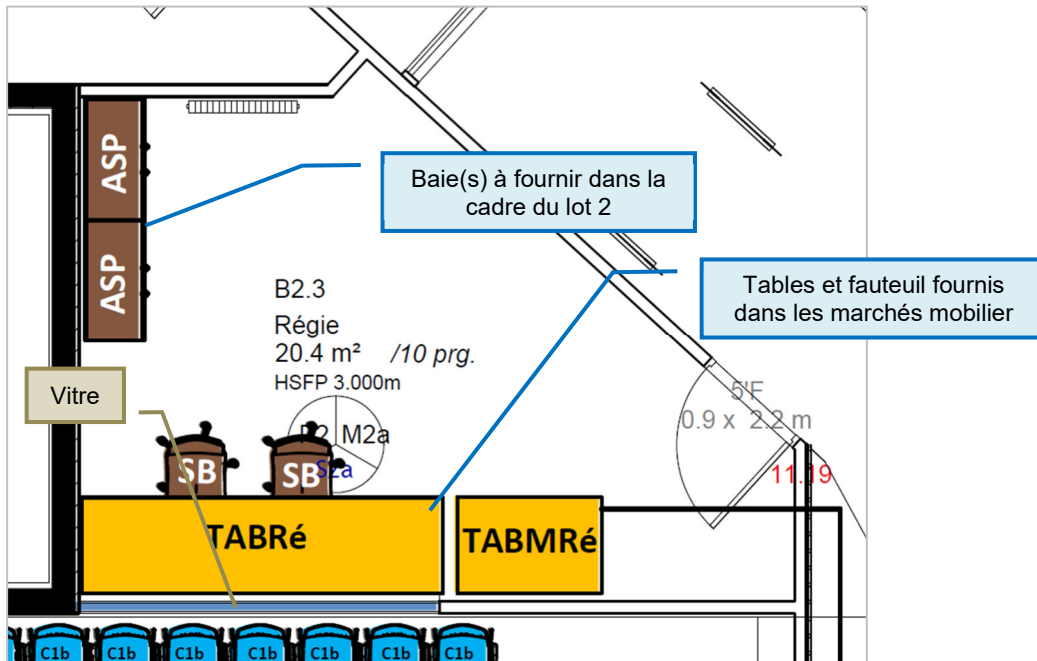 ASP
ASP
Baie(s) à fournir dans la
cadre du lot 2
Tables et fauteuil fournis
dans les marchés mobilier
B2.3
Régie
20.4 m² /10 prg.
HSFP 3.000m
Vitre
M2a
SB
SB
5'F
0.9 x 2.2 m
11.19
TABRé
TABMRé
C1b
C1b
C1b
C1b
C1b
C1b
C1b